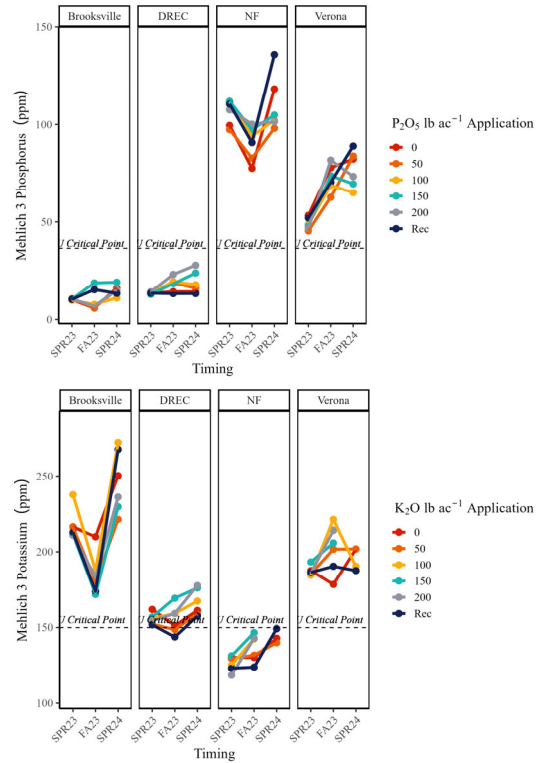 Brooksville DREC NF Verona
150
100
50
0
Mehlich 3 Phosphorus (ppm)
U Critical Point U Critical Point U Critical Point U Critical Point
SPR23 FA23 SPR24 SPR23 FA23 SPR24 SPR23 FA23 SPR24 SPR23 FA23 SPR24
Timing
P₂O₅ lb ac⁻¹ Application
0
50
100
150
200
Rec
Brooksville DREC NF Verona
250
200
150
100
Mehlich 3 Potassium (ppm)
U Critical Point U Critical Point U Critical Point U Critical Point
SPR23 FA23 SPR24 SPR23 FA23 SPR24 SPR23 FA23 SPR24 SPR23 FA23 SPR24
Timing
K₂O lb ac⁻¹ Application
0
50
100
150
200
Rec